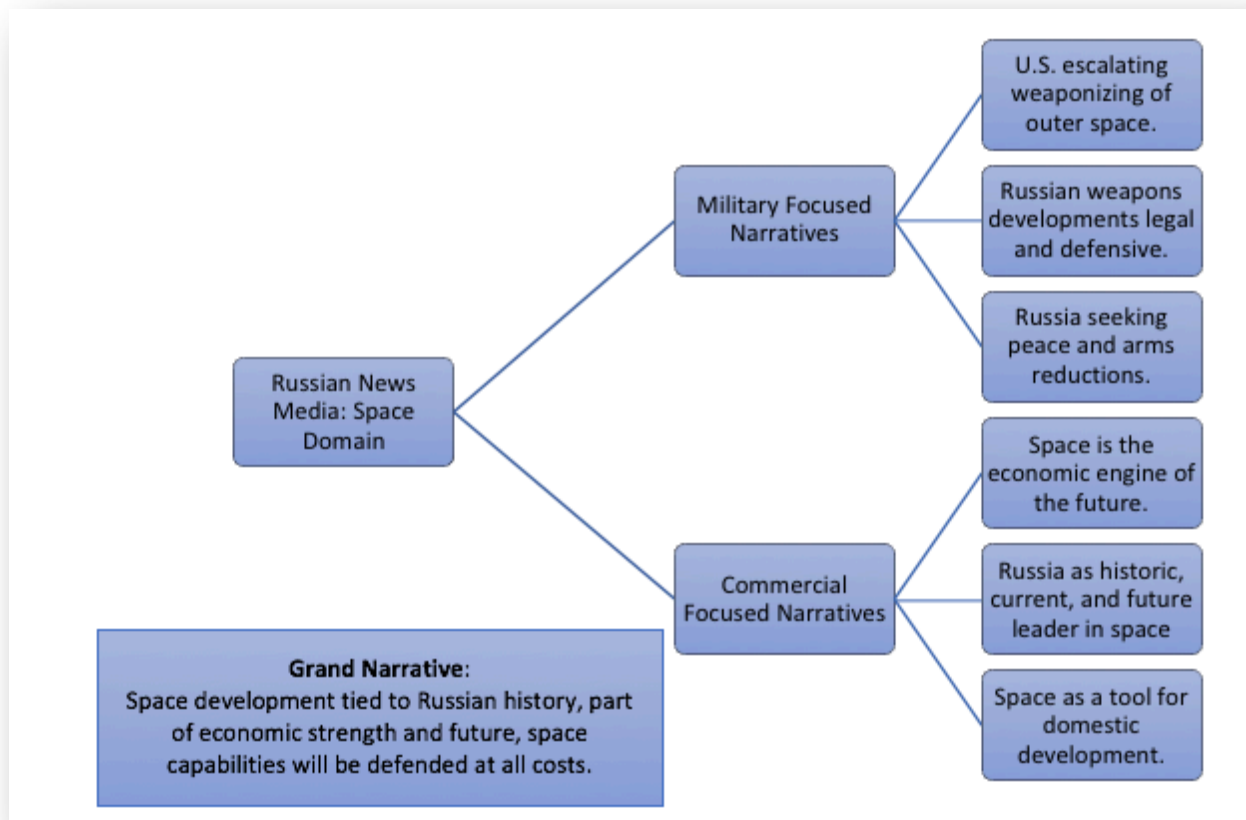 Russian News
Media: Space
Domain
Military Focused
Narratives
U.S. escalating
weaponizing of
outer space.
Russian weapons
developments legal
and defensive.
Russia seeking
peace and arms
reductions.
Commercial
Focused Narratives
Space is the
economic engine of
the future.
Russia as historic,
current, and future
leader in space
Space as a tool for
domestic
development.
Grand Narrative:
Space development tied to Russian history, part
of economic strength and future, space
capabilities will be defended at all costs.